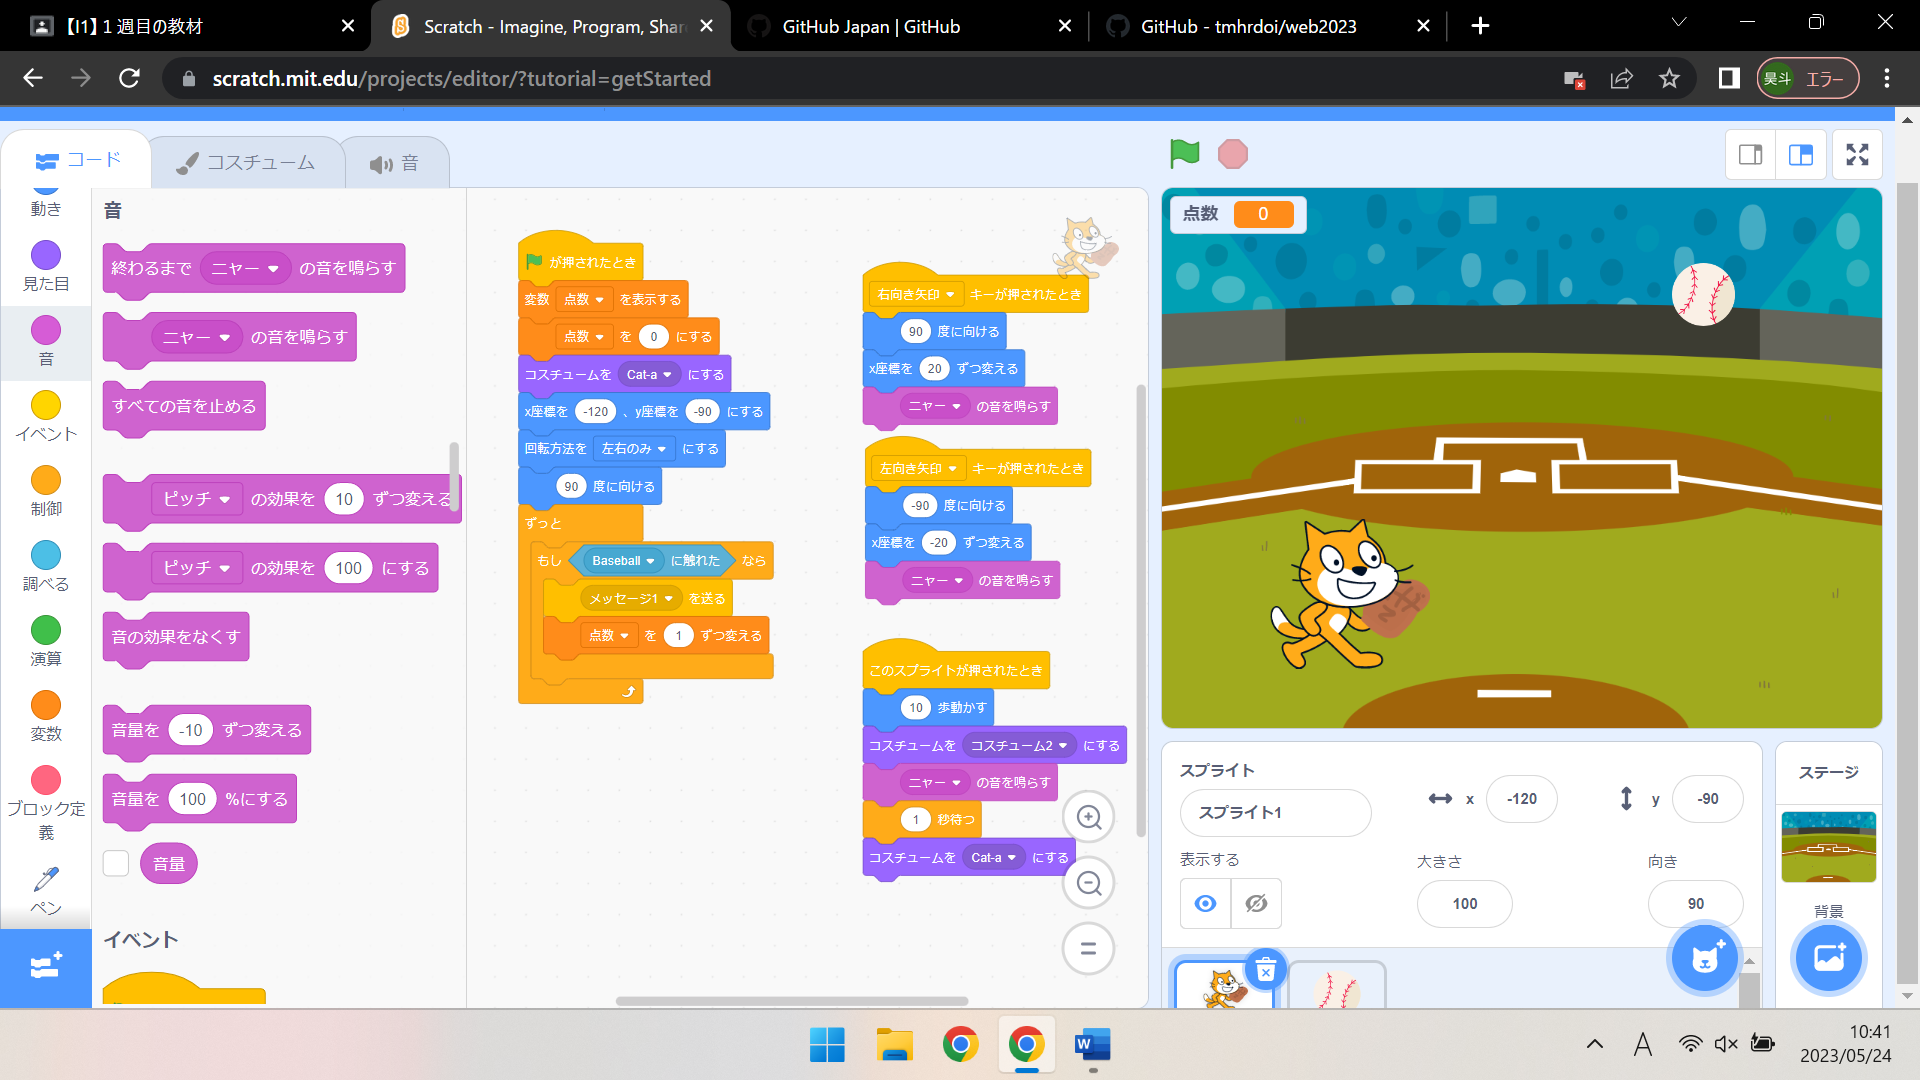 【I1】１週目の教材
Scratch - Imagine, Program, Shar
GitHub Japan | GitHub
GitHub - tmhrdoi/web2023
scratch.mit.edu/projects/editor/?tutorial=getStarted
昊斗 エラー
コード
コスチューム
音
動き
見た目
音
イベント
制御
調べる
演算
変数
ブロック定
義
ペン
音
終わるまで ニャー の音を鳴らす
ニャー の音を鳴らす
すべての音を止める
ピッチ の効果を 10 ずつ変える
ピッチ の効果を 100 にする
音の効果をなくす
音量を -10 ずつ変える
音量を 100 %にする
音量
イベント
が押されたとき
変数 点数 を表示する
点数 を 0 にする
コスチュームを Cat-a にする
x座標を -120 、y座標を -90 にする
回転方法を 左右のみ にする
90 度に向ける
ずっと
もし Baseball に触れた なら
メッセージ1 を送る
点数 を 1 ずつ変える
右向き矢印 キーが押されたとき
90 度に向ける
x座標を 20 ずつ変える
ニャー の音を鳴らす
左向き矢印 キーが押されたとき
-90 度に向ける
x座標を -20 ずつ変える
ニャー の音を鳴らす
このスプライトが押されたとき
10 歩動かす
コスチュームを コスチューム2 にする
ニャー の音を鳴らす
1 秒待つ
コスチュームを Cat-a にする
点数 0
スプライト
スプライト1
x -120
y -90
表示する
大きさ
100
向き
90
ステージ
背景
W
A
10:41
2023/05/24